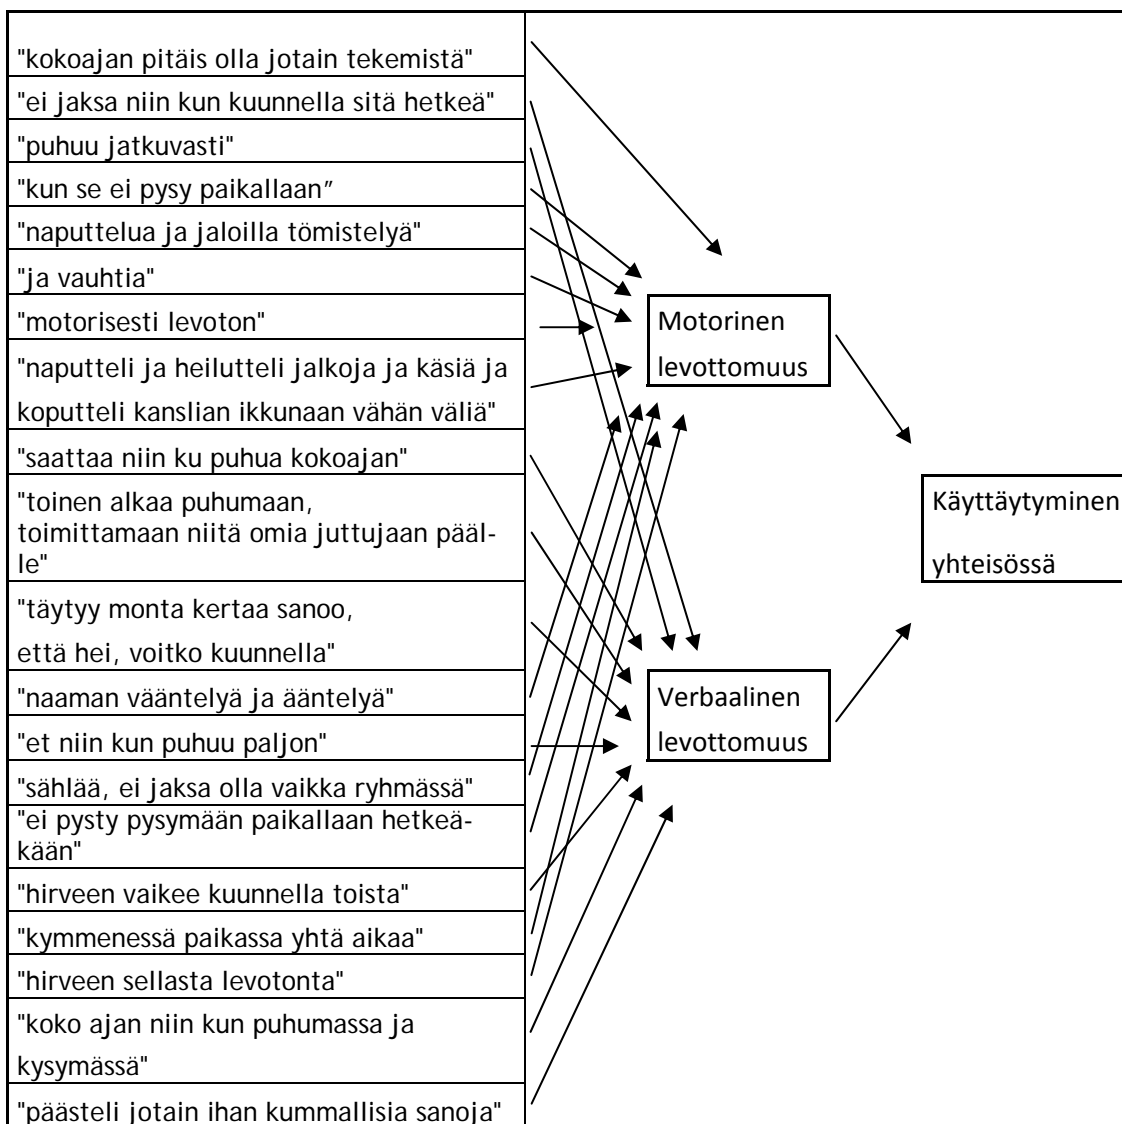 "kokoajan pitäis olla jotain tekemistä"
"ei jaksa niin kun kuunnella sitä hetkeä"
"puhuu jatkuvasti"
"kun se ei pysy paikallaan”
"naputtelua ja jaloilla tömistelyä"
"ja vauhtia"
"motorisesti levoton"
"naputteli ja heilutteli jalkoja ja käsiä ja
koputteli kanslian ikkunaan vähän väliä"
"saattaa niin ku puhua kokoajan"
"toinen alkaa puhumaan,
toimittamaan niitä omia juttujaan pääl-
le"
"täytyy monta kertaa sanoo,
että hei, voitko kuunnella"
"naaman vääntelyä ja ääntelyä"
"et niin kun puhuu paljon"
"sählää, ei jaksa olla vaikka ryhmässä"
"ei pysty pysymään paikallaan hetkeä-
kään"
"hirveen vaikee kuunnella toista"
"kymmenessä paikassa yhtä aikaa"
"hirveen sellasta levotonta"
"koko ajan niin kun puhumassa ja
kysymässä"
"päästeli jotain ihan kummallisia sanoja"
Motorinen
levottomuus
Verbaalinen
levottomuus
Käyttäytyminen
yhteisössä